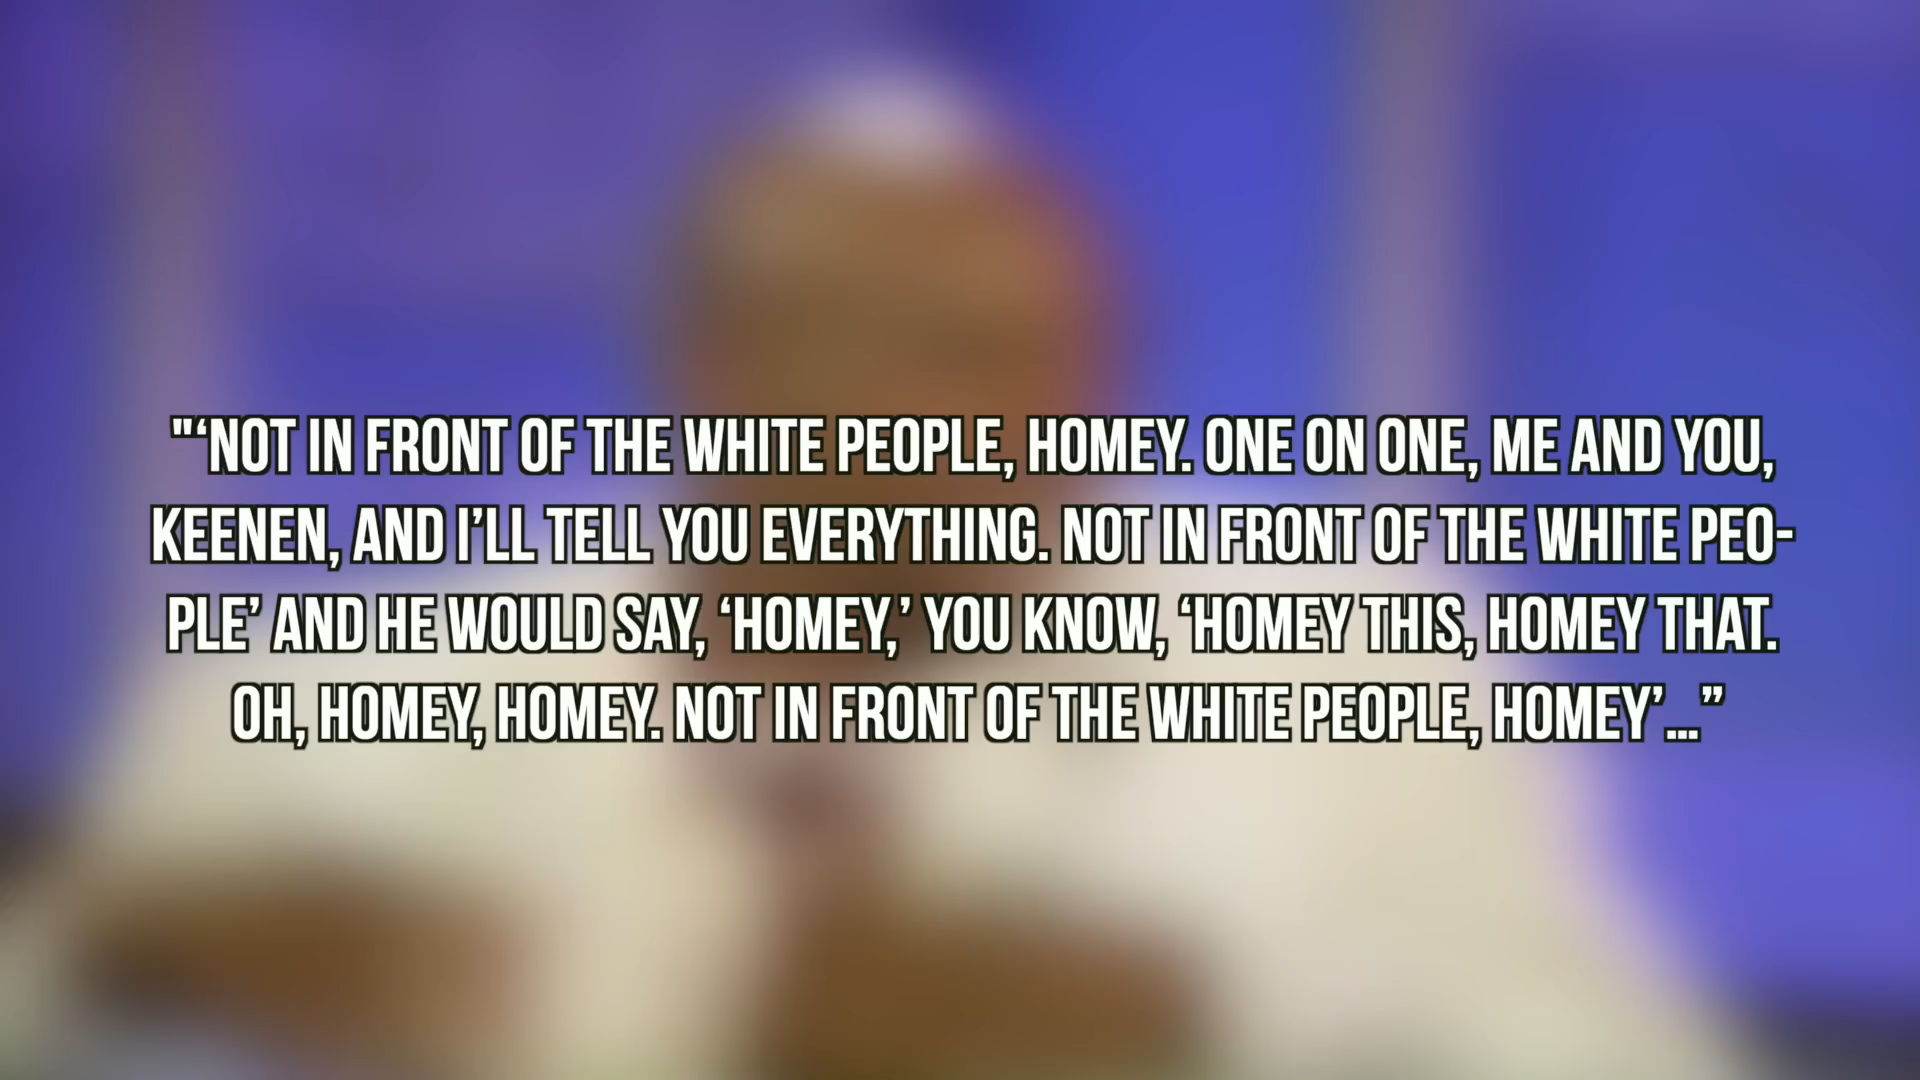 "‘NOT IN FRONT OF THE WHITE PEOPLE, HOMEY. ONE ON ONE, ME AND YOU,
KEENEN, AND I’LL TELL YOU EVERYTHING. NOT IN FRONT OF THE WHITE PEO-
PLE’ AND HE WOULD SAY, ‘HOMEY,’ YOU KNOW, ‘HOMEY THIS, HOMEY THAT.
OH, HOMEY, HOMEY. NOT IN FRONT OF THE WHITE PEOPLE, HOMEY’...”